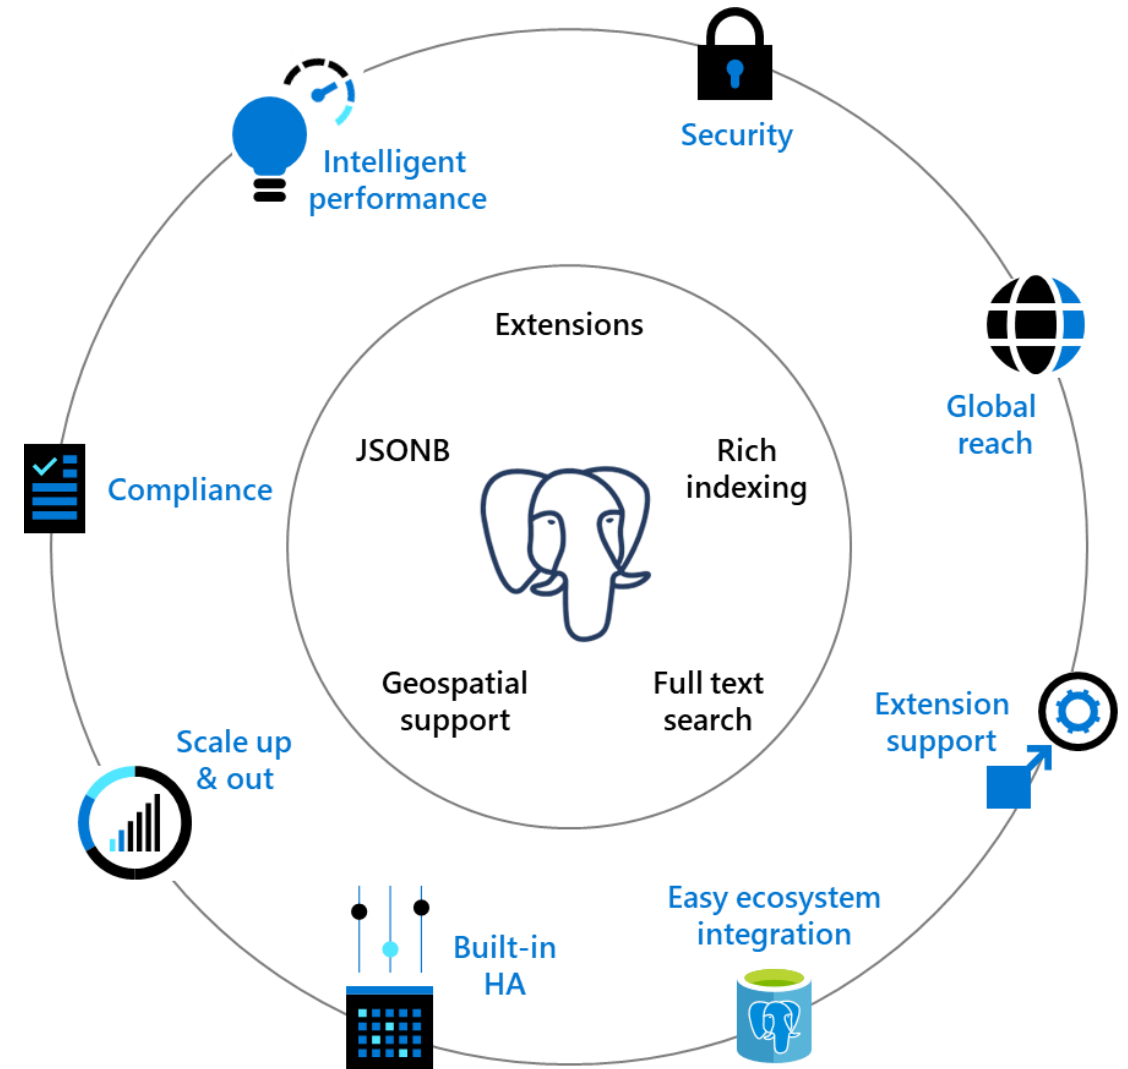 Security
Intelligent
performance
Extensions
Global
reach
JSONB
Rich
indexing
Compliance
Geospatial
support
Full text
search
Extension
support
Scale up
& out
Easy ecosystem
integration
Built-in
HA